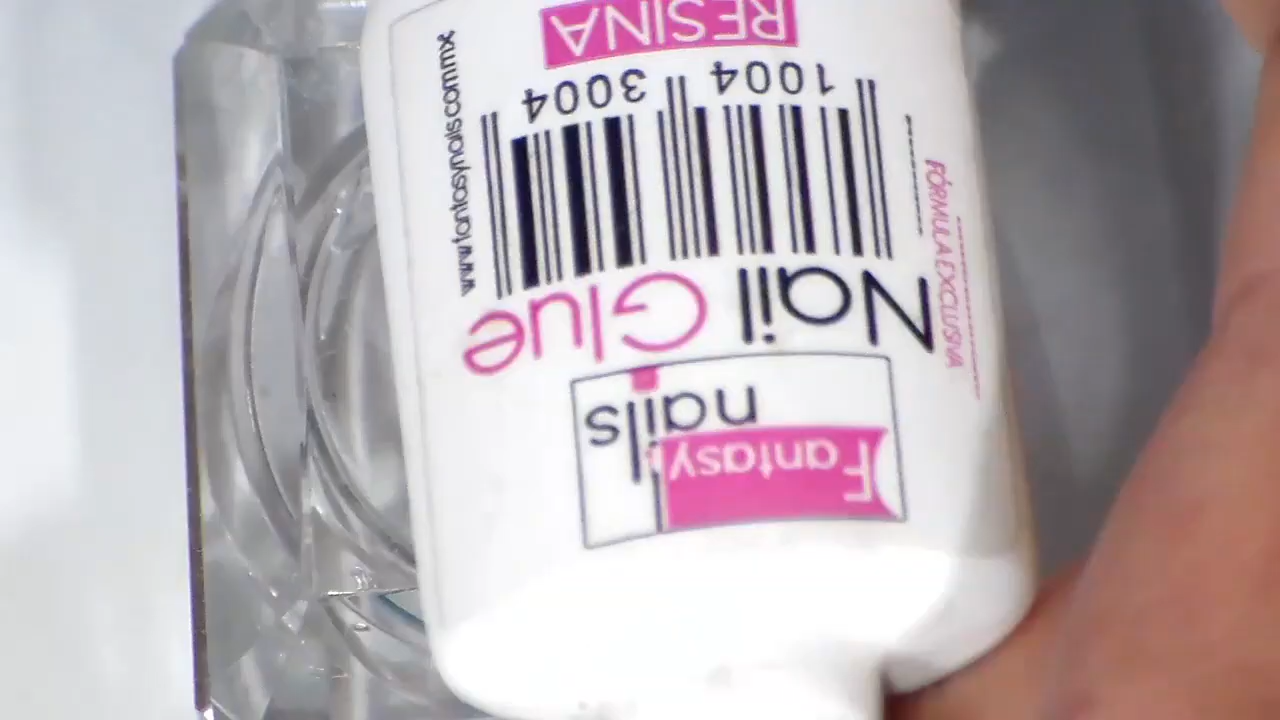 Fantasy
nails
Nail Glue
FÓRMULA EXCLUSIVA
1004 3004
www.fantasynails.com.mx
RESINA